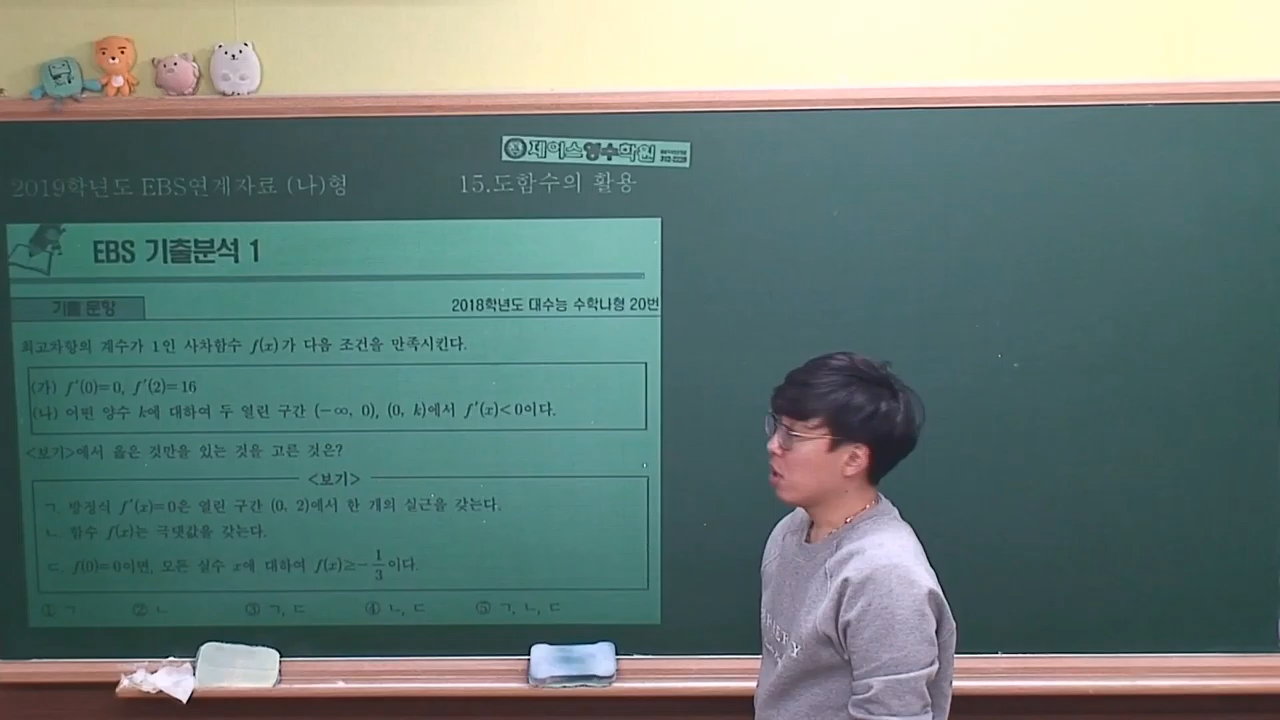 제이스영수학원
2019학년도 EBS연계자료 (나)형 15.도함수의 활용
EBS 기출분석 1
기출 문항 2018학년도 대수능 수학나형 20번
최고차항의 계수가 1인 사차함수 f(x)가 다음 조건을 만족시킨다.
(가) f′(0)=0, f′(2)=16
(나) 어떤 양수 k에 대하여 두 열린 구간 (−∞, 0), (0, k)에서 f′(x)<0이다.
<보기>에서 옳은 것만을 있는 것을 고른 것은?
<보기>
ㄱ. 방정식 f′(x)=0은 열린 구간 (0, 2)에서 한 개의 실근을 갖는다.
ㄴ. 함수 f(x)는 극댓값을 갖는다.
ㄷ. f(0)=0이면, 모든 실수 x에 대하여 f(x)≥−1/3이다.
① ㄱ ② ㄴ ③ ㄱ, ㄷ ④ ㄴ, ㄷ ⑤ ㄱ, ㄴ, ㄷ